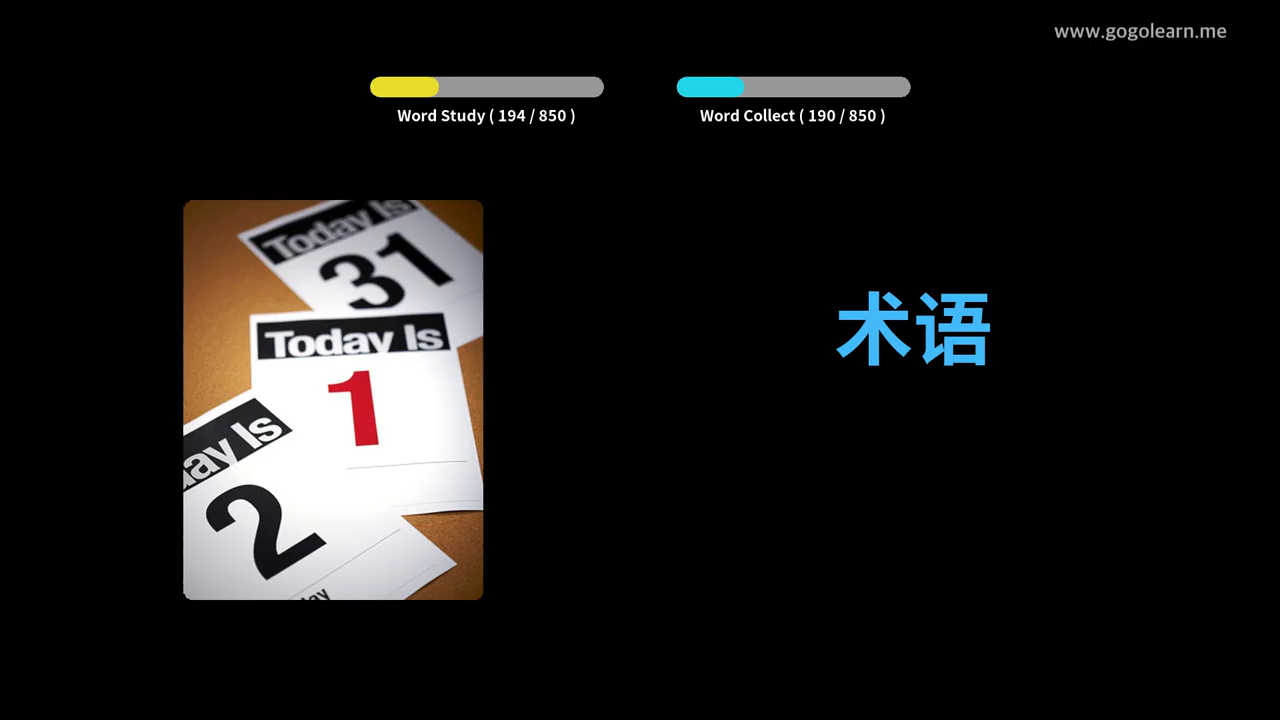 www.gogolearn.me
Word Study ( 194 / 850 )
Word Collect ( 190 / 850 )
Today Is
31
Today Is
1
ay Is
2
术语